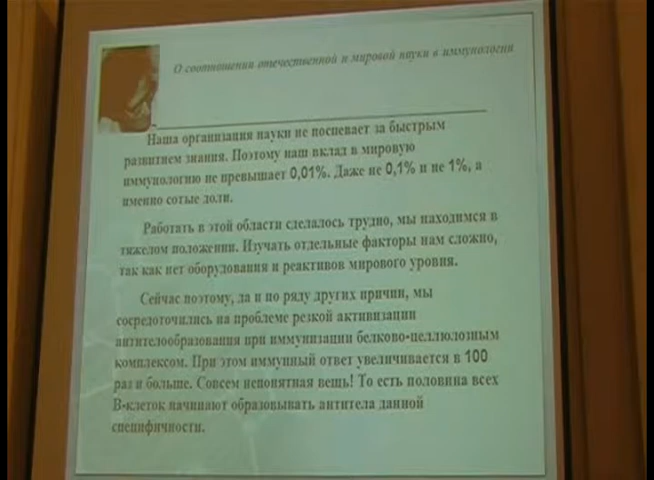 О соотношении отечественной и мировой науки в иммунологии
Наша организация науки не поспевает за быстрым
развитием знания. Поэтому наш вклад в мировую
иммунологию не превышает 0,01%. Даже не 0,1% и не 1%, а
именно сотые доли.
Работать в этой области сделалось трудно, мы находимся в
тяжелом положении. Изучать отдельные факторы нам сложно,
так как нет оборудования и реактивов мирового уровня.
Сейчас поэтому, да и по ряду других причин, мы
сосредоточились на проблеме резкой активизации
антителообразования при иммунизации белково-целлюлозным
комплексом. При этом иммунный ответ увеличивается в 100
раз и больше. Совсем непонятная вещь! То есть половина всех
В-клеток начинают образовывать антитела данной
специфичности.